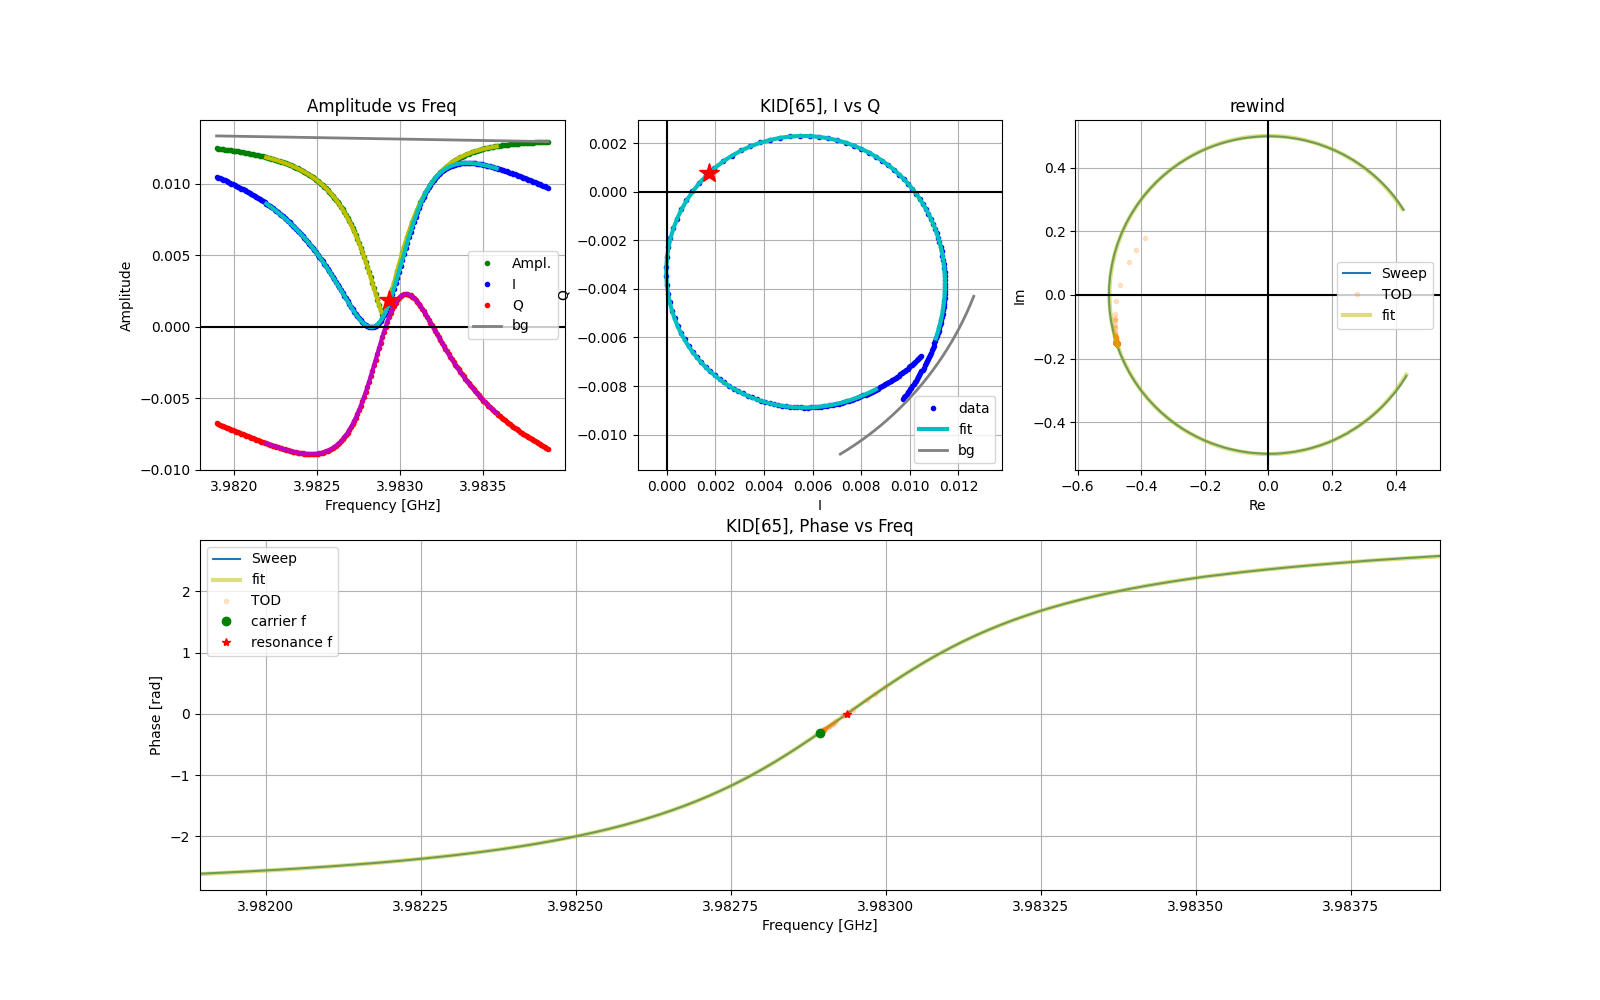 Amplitude vs Freq
Amplitude
0.010
0.005
0.000
−0.005
−0.010
3.9820 3.9825 3.9830 3.9835
Frequency [GHz]
Ampl.
I
Q
bg
KID[65], I vs Q
Q
0.002
0.000
−0.002
−0.004
−0.006
−0.008
−0.010
0.000 0.002 0.004 0.006 0.008 0.010 0.012
I
data
fit
bg
rewind
Im
0.4
0.2
0.0
−0.2
−0.4
−0.6 −0.4 −0.2 0.0 0.2 0.4
Re
Sweep
TOD
fit
KID[65], Phase vs Freq
Phase [rad]
2
1
0
−1
−2
3.98200 3.98225 3.98250 3.98275 3.98300 3.98325 3.98350 3.98375
Frequency [GHz]
Sweep
fit
TOD
carrier f
resonance f